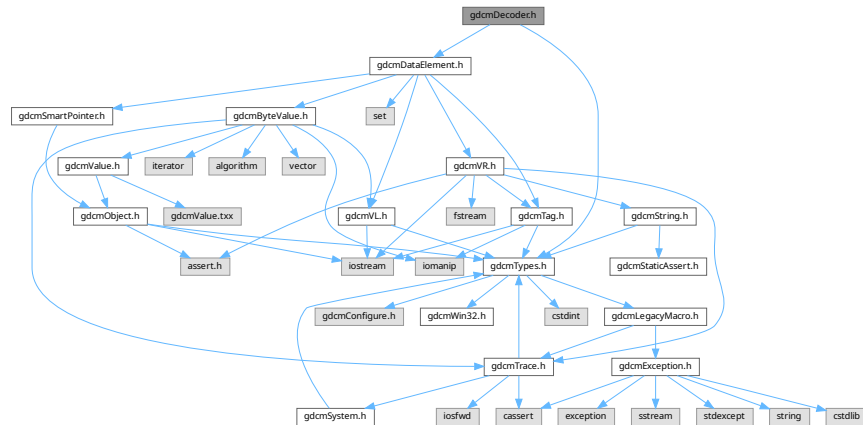 gdcmDecoder.h
gdcmDataElement.h
gdcmSmartPointer.h
gdcmByteValue.h
set
gdcmValue.h
iterator
algorithm
vector
gdcmVR.h
gdcmObject.h
gdcmValue.txx
gdcmVL.h
fstream
gdcmTag.h
gdcmString.h
assert.h
iostream
iomanip
gdcmTypes.h
gdcmStaticAssert.h
gdcmConfigure.h
gdcmWin32.h
cstdint
gdcmLegacyMacro.h
gdcmTrace.h
gdcmException.h
gdcmSystem.h
iosfwd
cassert
exception
sstream
stdexcept
string
cstdlib